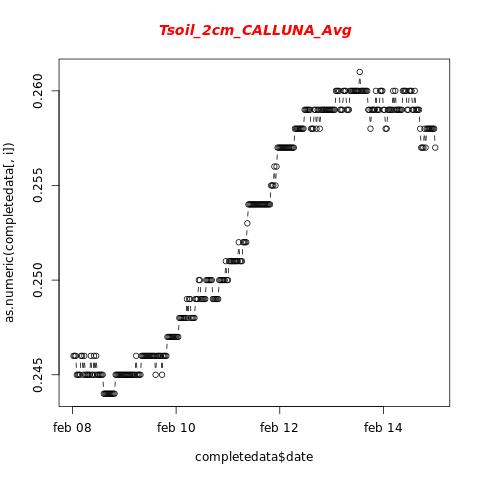 Tsoil_2cm_CALLUNA_Avg
as.numeric(completedata[, i])
0.260
0.255
0.250
0.245
feb 08 feb 10 feb 12 feb 14
completedata$date